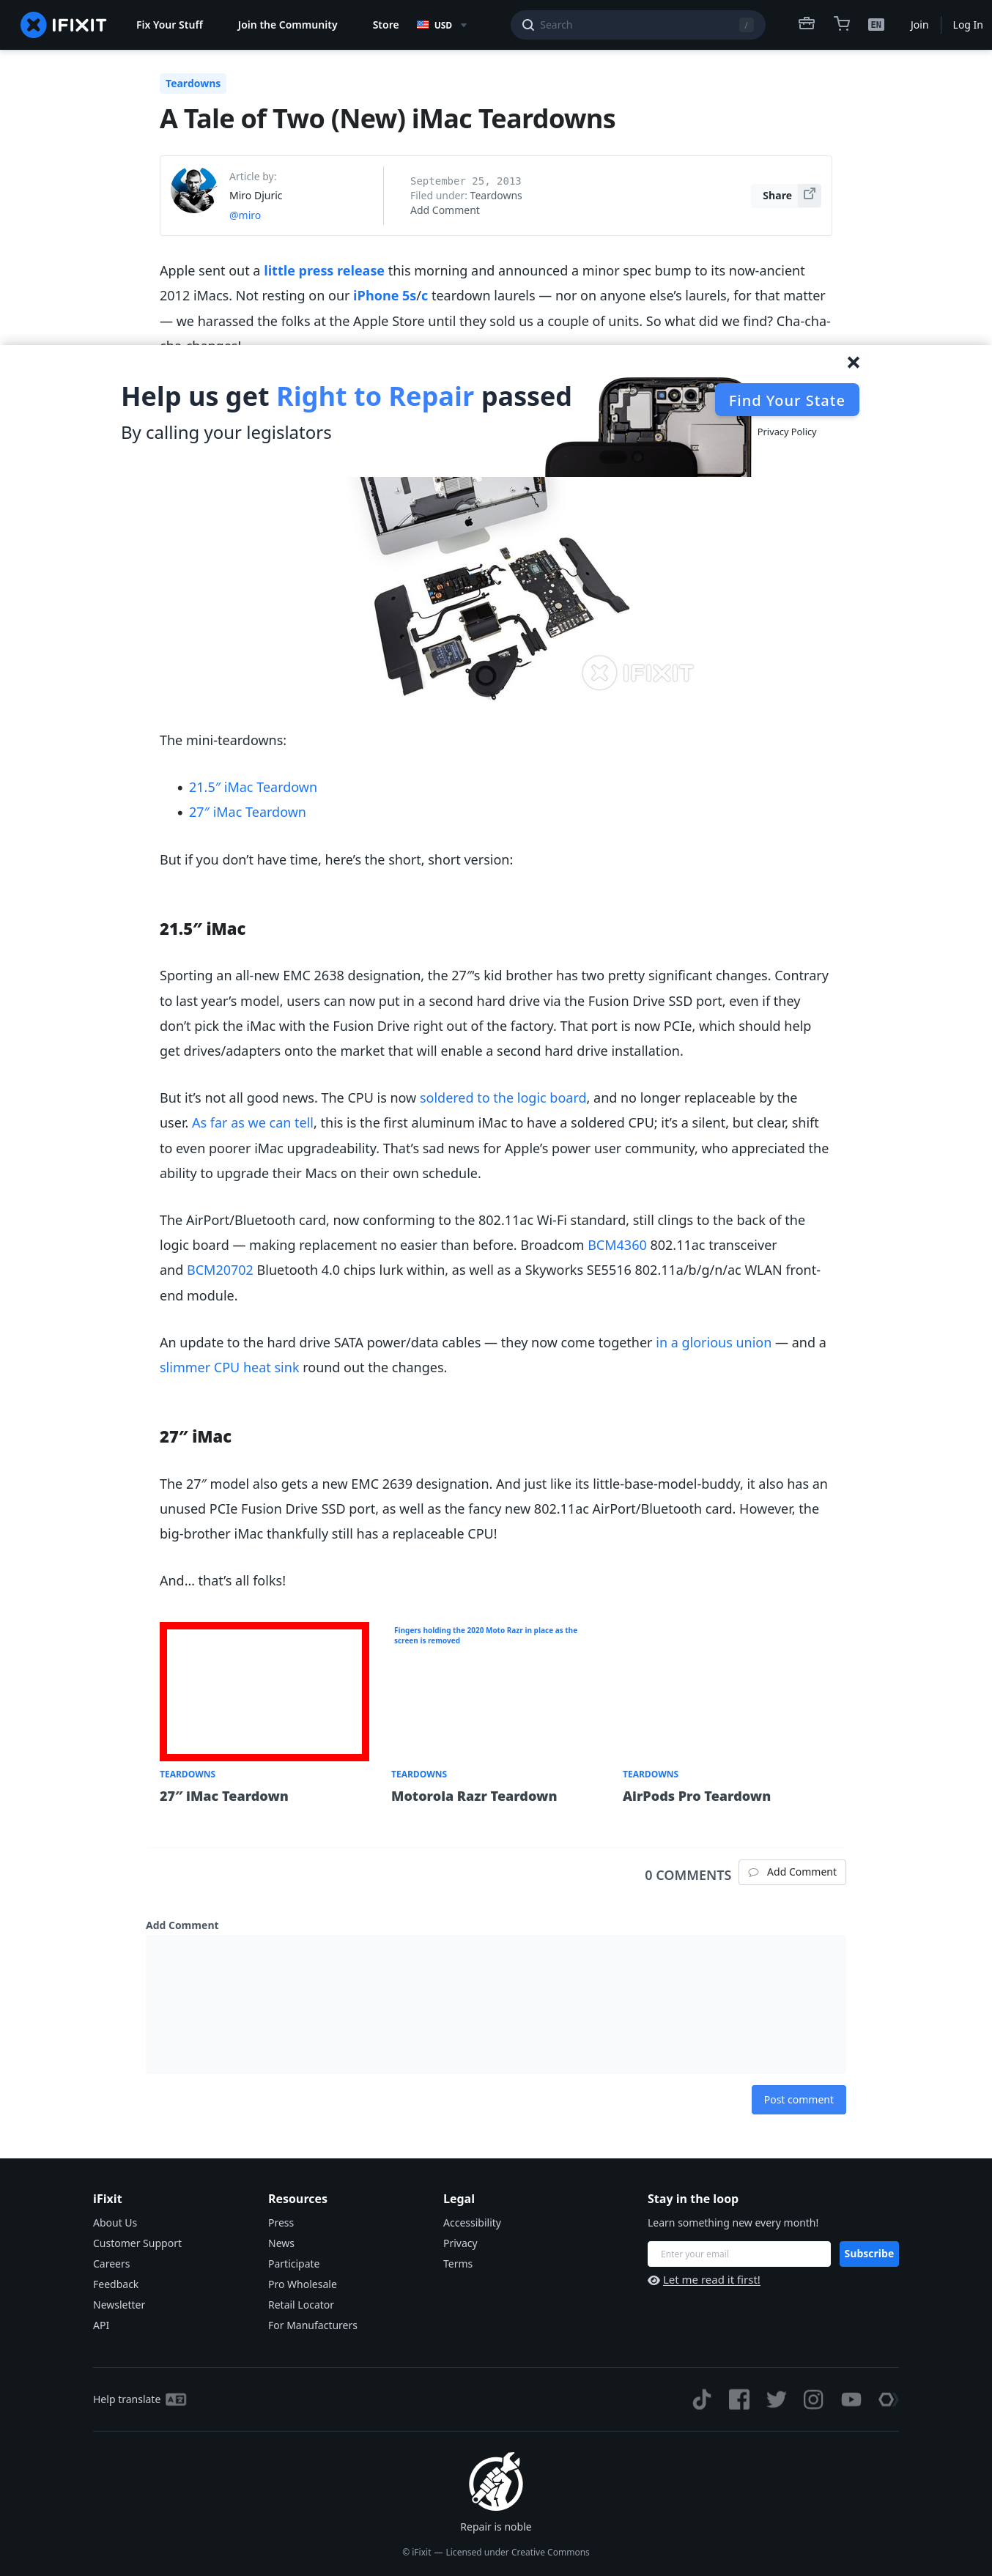 IFIXIT
Fix Your Stuff
Join the Community
Store
USD
Search
/
EN
Join
Log In
Teardowns
A Tale of Two (New) iMac Teardowns
Article by:
Miro Djuric
@miro
September 25, 2013
Filed under: Teardowns
Add Comment
Share
Apple sent out a little press release this morning and announced a minor spec bump to its now-ancient
2012 iMacs. Not resting on our iPhone 5s/c teardown laurels — nor on anyone else’s laurels, for that matter
— we harassed the folks at the Apple Store until they sold us a couple of units. So what did we find? Cha-cha-
cha-changes!
Help us get Right to Repair passed
By calling your legislators
Find Your State
Privacy Policy
IFIXIT
The mini-teardowns:
• 21.5″ iMac Teardown
• 27″ iMac Teardown
But if you don’t have time, here’s the short, short version:
21.5″ iMac
Sporting an all-new EMC 2638 designation, the 27″’s kid brother has two pretty significant changes. Contrary
to last year’s model, users can now put in a second hard drive via the Fusion Drive SSD port, even if they
don’t pick the iMac with the Fusion Drive right out of the factory. That port is now PCIe, which should help
get drives/adapters onto the market that will enable a second hard drive installation.
But it’s not all good news. The CPU is now soldered to the logic board, and no longer replaceable by the
user. As far as we can tell, this is the first aluminum iMac to have a soldered CPU; it’s a silent, but clear, shift
to even poorer iMac upgradeability. That’s sad news for Apple’s power user community, who appreciated the
ability to upgrade their Macs on their own schedule.
The AirPort/Bluetooth card, now conforming to the 802.11ac Wi-Fi standard, still clings to the back of the
logic board — making replacement no easier than before. Broadcom BCM4360 802.11ac transceiver
and BCM20702 Bluetooth 4.0 chips lurk within, as well as a Skyworks SE5516 802.11a/b/g/n/ac WLAN front-
end module.
An update to the hard drive SATA power/data cables — they now come together in a glorious union — and a
slimmer CPU heat sink round out the changes.
27″ iMac
The 27″ model also gets a new EMC 2639 designation. And just like its little-base-model-buddy, it also has an
unused PCIe Fusion Drive SSD port, as well as the fancy new 802.11ac AirPort/Bluetooth card. However, the
big-brother iMac thankfully still has a replaceable CPU!
And… that’s all folks!
Fingers holding the 2020 Moto Razr in place as the
screen is removed
TEARDOWNS
27″ iMac Teardown
TEARDOWNS
Motorola Razr Teardown
TEARDOWNS
AirPods Pro Teardown
0 COMMENTS
Add Comment
Add Comment
Post comment
iFixit
About Us
Customer Support
Careers
Feedback
Newsletter
API
Resources
Press
News
Participate
Pro Wholesale
Retail Locator
For Manufacturers
Legal
Accessibility
Privacy
Terms
Stay in the loop
Learn something new every month!
Enter your email
Subscribe
Let me read it first!
Help translate
Repair is noble
© iFixit — Licensed under Creative Commons